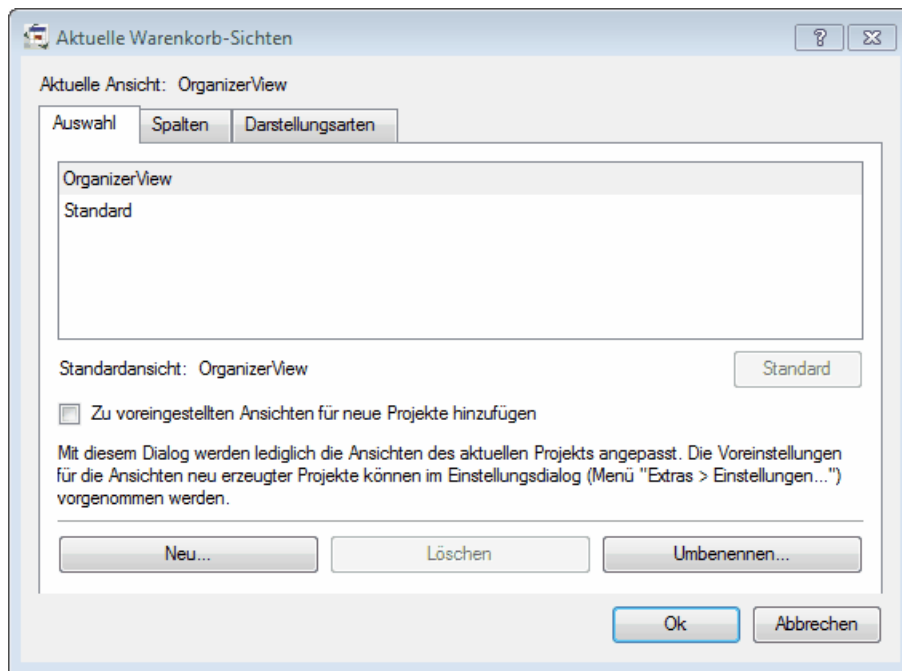 Aktuelle Warenkorb-Sichten
Aktuelle Ansicht: OrganizerView
Auswahl Spalten Darstellungsarten
OrganizerView
Standard
Standardansicht: OrganizerView Standard
Zu voreingestellten Ansichten für neue Projekte hinzufügen
Mit diesem Dialog werden lediglich die Ansichten des aktuellen Projekts angepasst. Die Voreinstellungen
für die Ansichten neu erzeugter Projekte können im Einstellungsdialog (Menü "Extras > Einstellungen...")
vorgenommen werden.
Neu... Löschen Umbenennen...
Ok Abbrechen